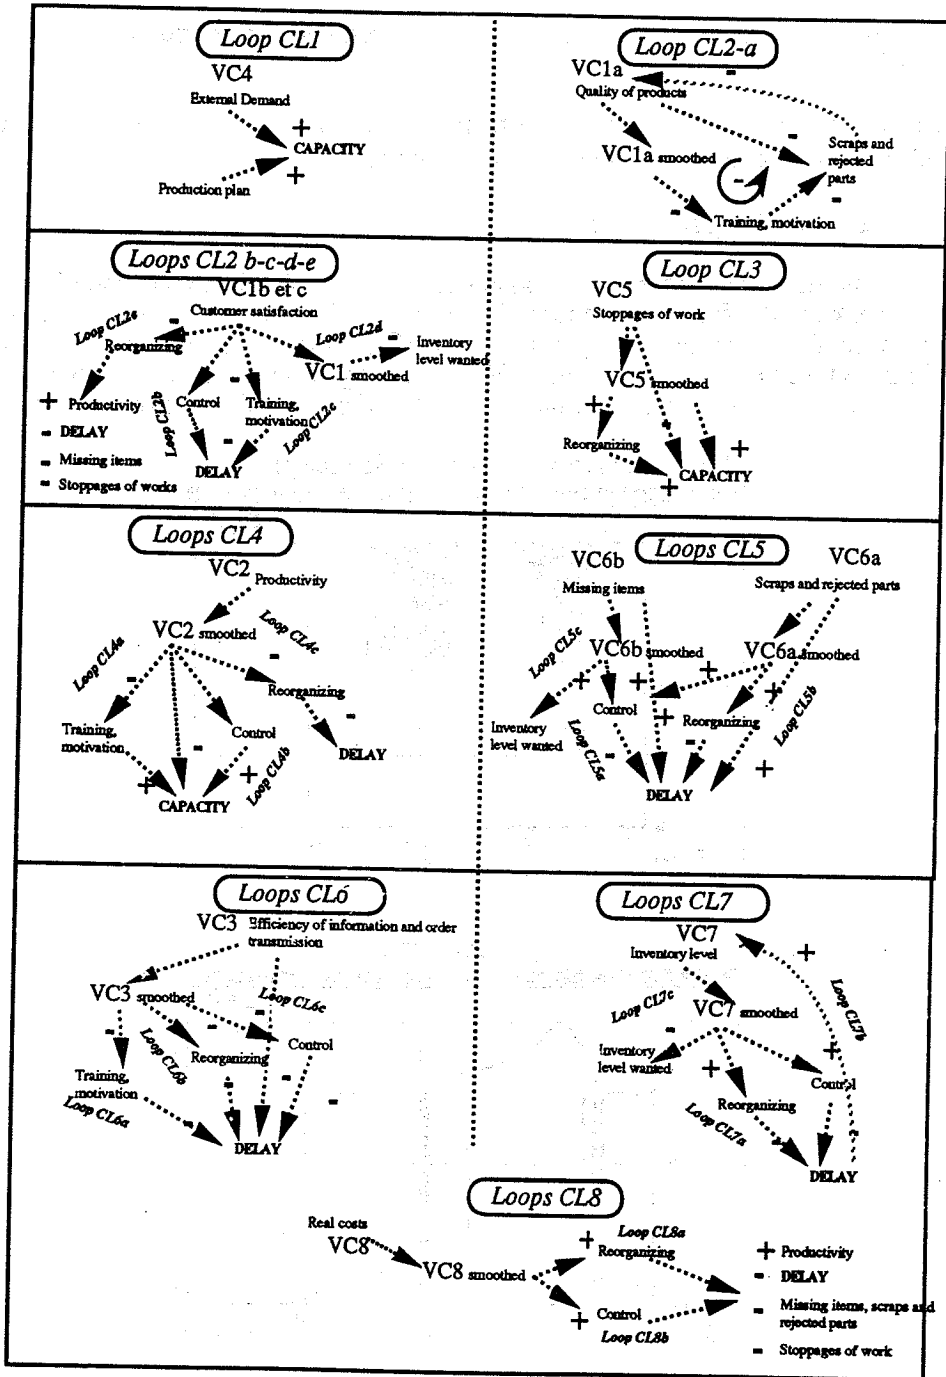 Loop CL1
VC4
External Demand
+
CAPACITY
+
Production plan
Loop CL2-a
VC1a
-
Quality of products
-
VC1a smoothed
Scraps and
rejected
parts
-
-
-
Training, motivation
Loops CL2 b-c-d-e
VC1b et c
Customer satisfaction
Loop CL2e
-
Reorganizing
Loop CL2d
-
Inventory
level wanted
VC1 smoothed
-
+ Productivity
Control
Training,
motivation
Loop CL2b
Loop CL2c
- DELAY
-
- Missing items
DELAY
- Stoppages of works
Loop CL3
VC5
Stoppages of work
VC5 smoothed
+
-
Reorganizing
+
CAPACITY
+
Loops CL4
VC2
Productivity
VC2 smoothed
Loop CL4c
Loop CL4a
-
-
Reorganizing
Training,
motivation
Control
-
-
DELAY
+
+
Loop CL4b
CAPACITY
Loops CL5
VC6b
VC6a
Missing items
Scraps and rejected parts
Loop CL5c
VC6b smoothed
VC6a smoothed
+
+
+
+
Control
+
Reorganizing
Loop CL5b
Inventory
level wanted
Loop CL5a
-
-
+
DELAY
Loops CL6
VC3 Efficiency of information and order
transmission
VC3 smoothed
Loop CL6c
-
-
-
Loop CL6b
Reorganizing
Control
Training,
motivation
-
-
-
Loop CL6a
-
DELAY
Loops CL7
VC7
+
Inventory level
Loop CL7c
VC7 smoothed
Loop CL7b
-
Inventory
level wanted
+
+
Control
Reorganizing
Loop CL7a
-
-
DELAY
Loops CL8
Real costs
VC8
VC8 smoothed
+
Loop CL8a
Reorganizing
+
Control
Loop CL8b
+ Productivity
- DELAY
- Missing items, scraps and
rejected parts
- Stoppages of work